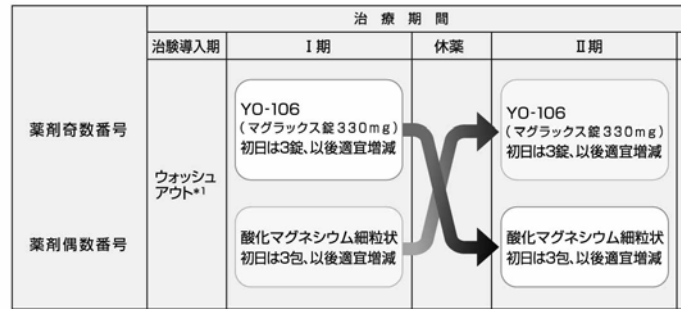 治療期間
治験導入期 Ⅰ期 休薬 Ⅱ期
薬剤奇数番号
YO-106
(マグラックス錠330mg)
初日は3錠、以後適宜増減
YO-106
(マグラックス錠330mg)
初日は3錠、以後適宜増減
ウォッシュ
アウト*1
薬剤偶数番号
酸化マグネシウム細粒状
初日は3包、以後適宜増減
酸化マグネシウム細粒状
初日は3包、以後適宜増減